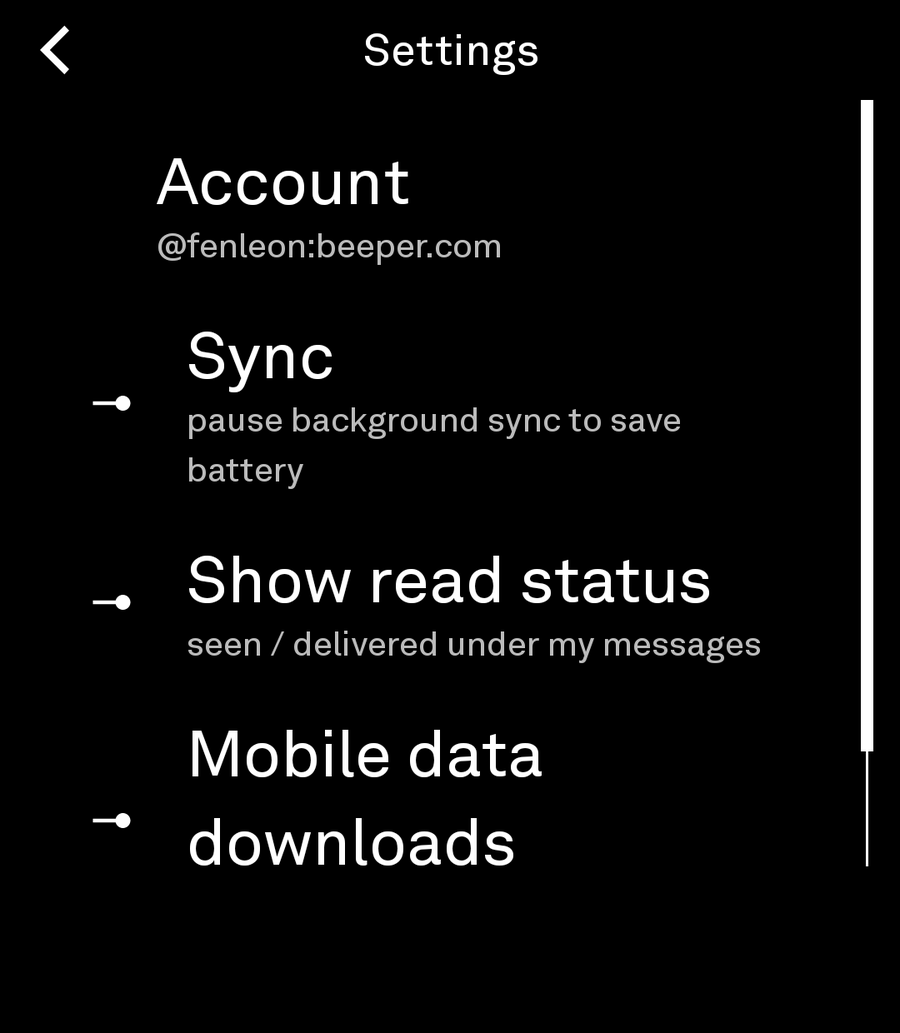 Settings
Account
@fenleon:beeper.com
Sync
pause background sync to save
battery
Show read status
seen / delivered under my messages
Mobile data
downloads